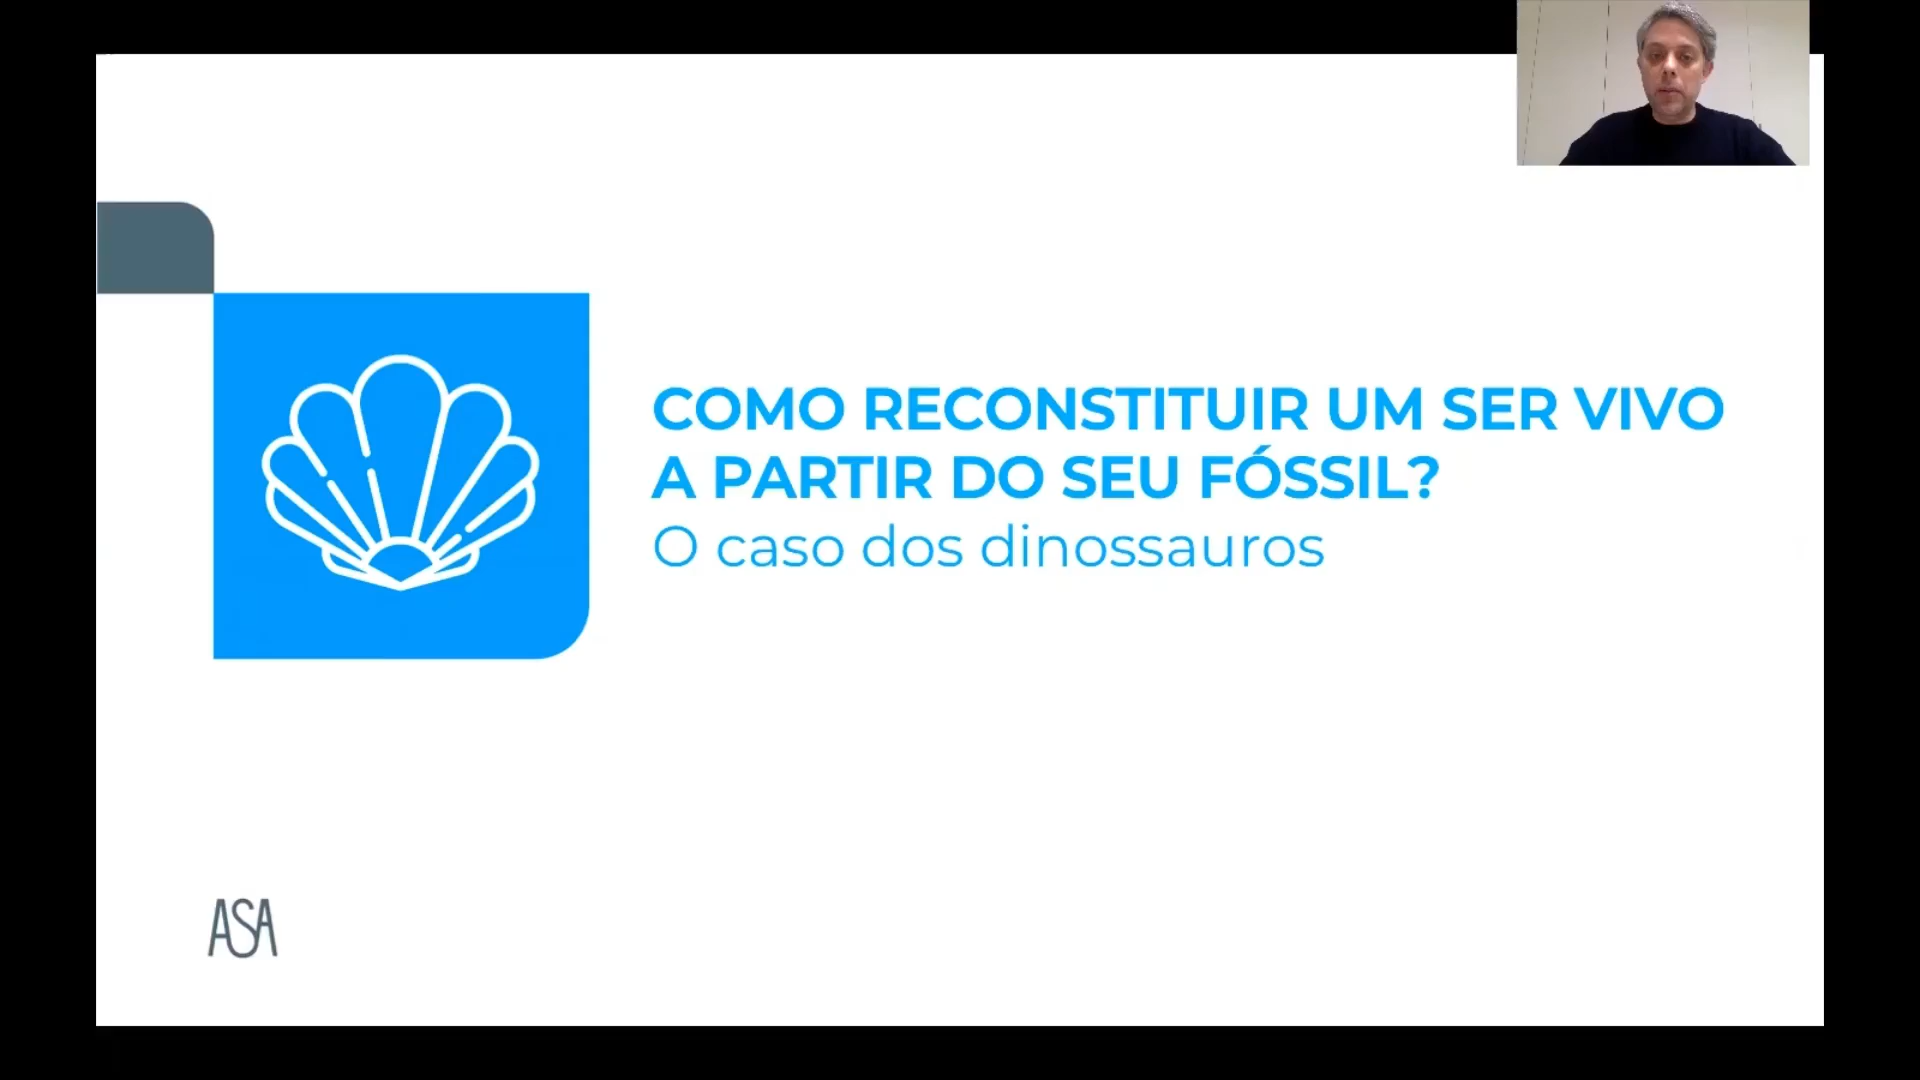 COMO RECONSTITUIR UM SER VIVO
A PARTIR DO SEU FÓSSIL?
O caso dos dinossauros
ASA